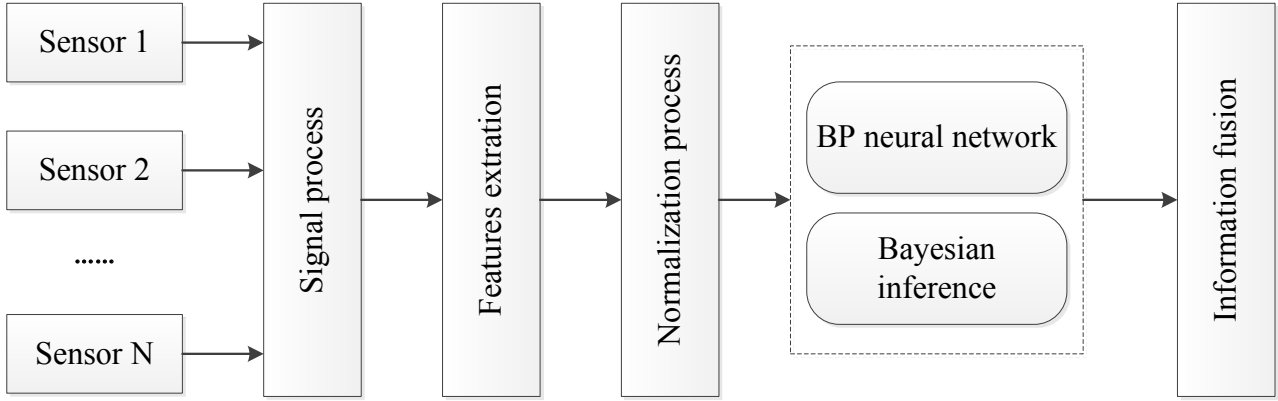 Sensor 1
Sensor 2
......
Sensor N
Signal process
Features extration
Normalization process
BP neural network
Bayesian
inference
Information fusion